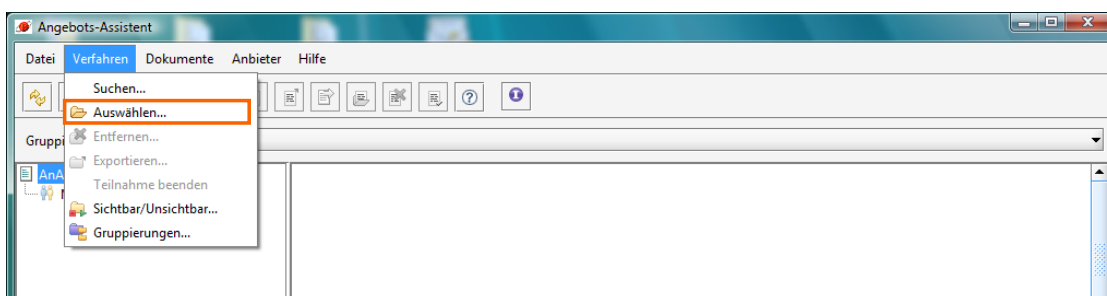 Angebots-Assistent
Datei Verfahren Dokumente Anbieter Hilfe
Suchen...
Auswählen...
Entfernen...
Exportieren...
Teilnahme beenden
Sichtbar/Unsichtbar...
Gruppierungen...